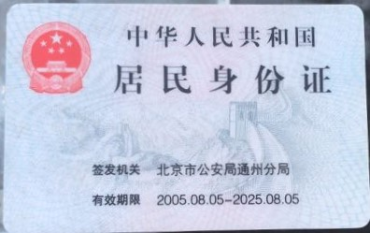 中华人民共和国
居民身份证
签发机关 北京市公安局通州分局
有效期限 2005.08.05-2025.08.05